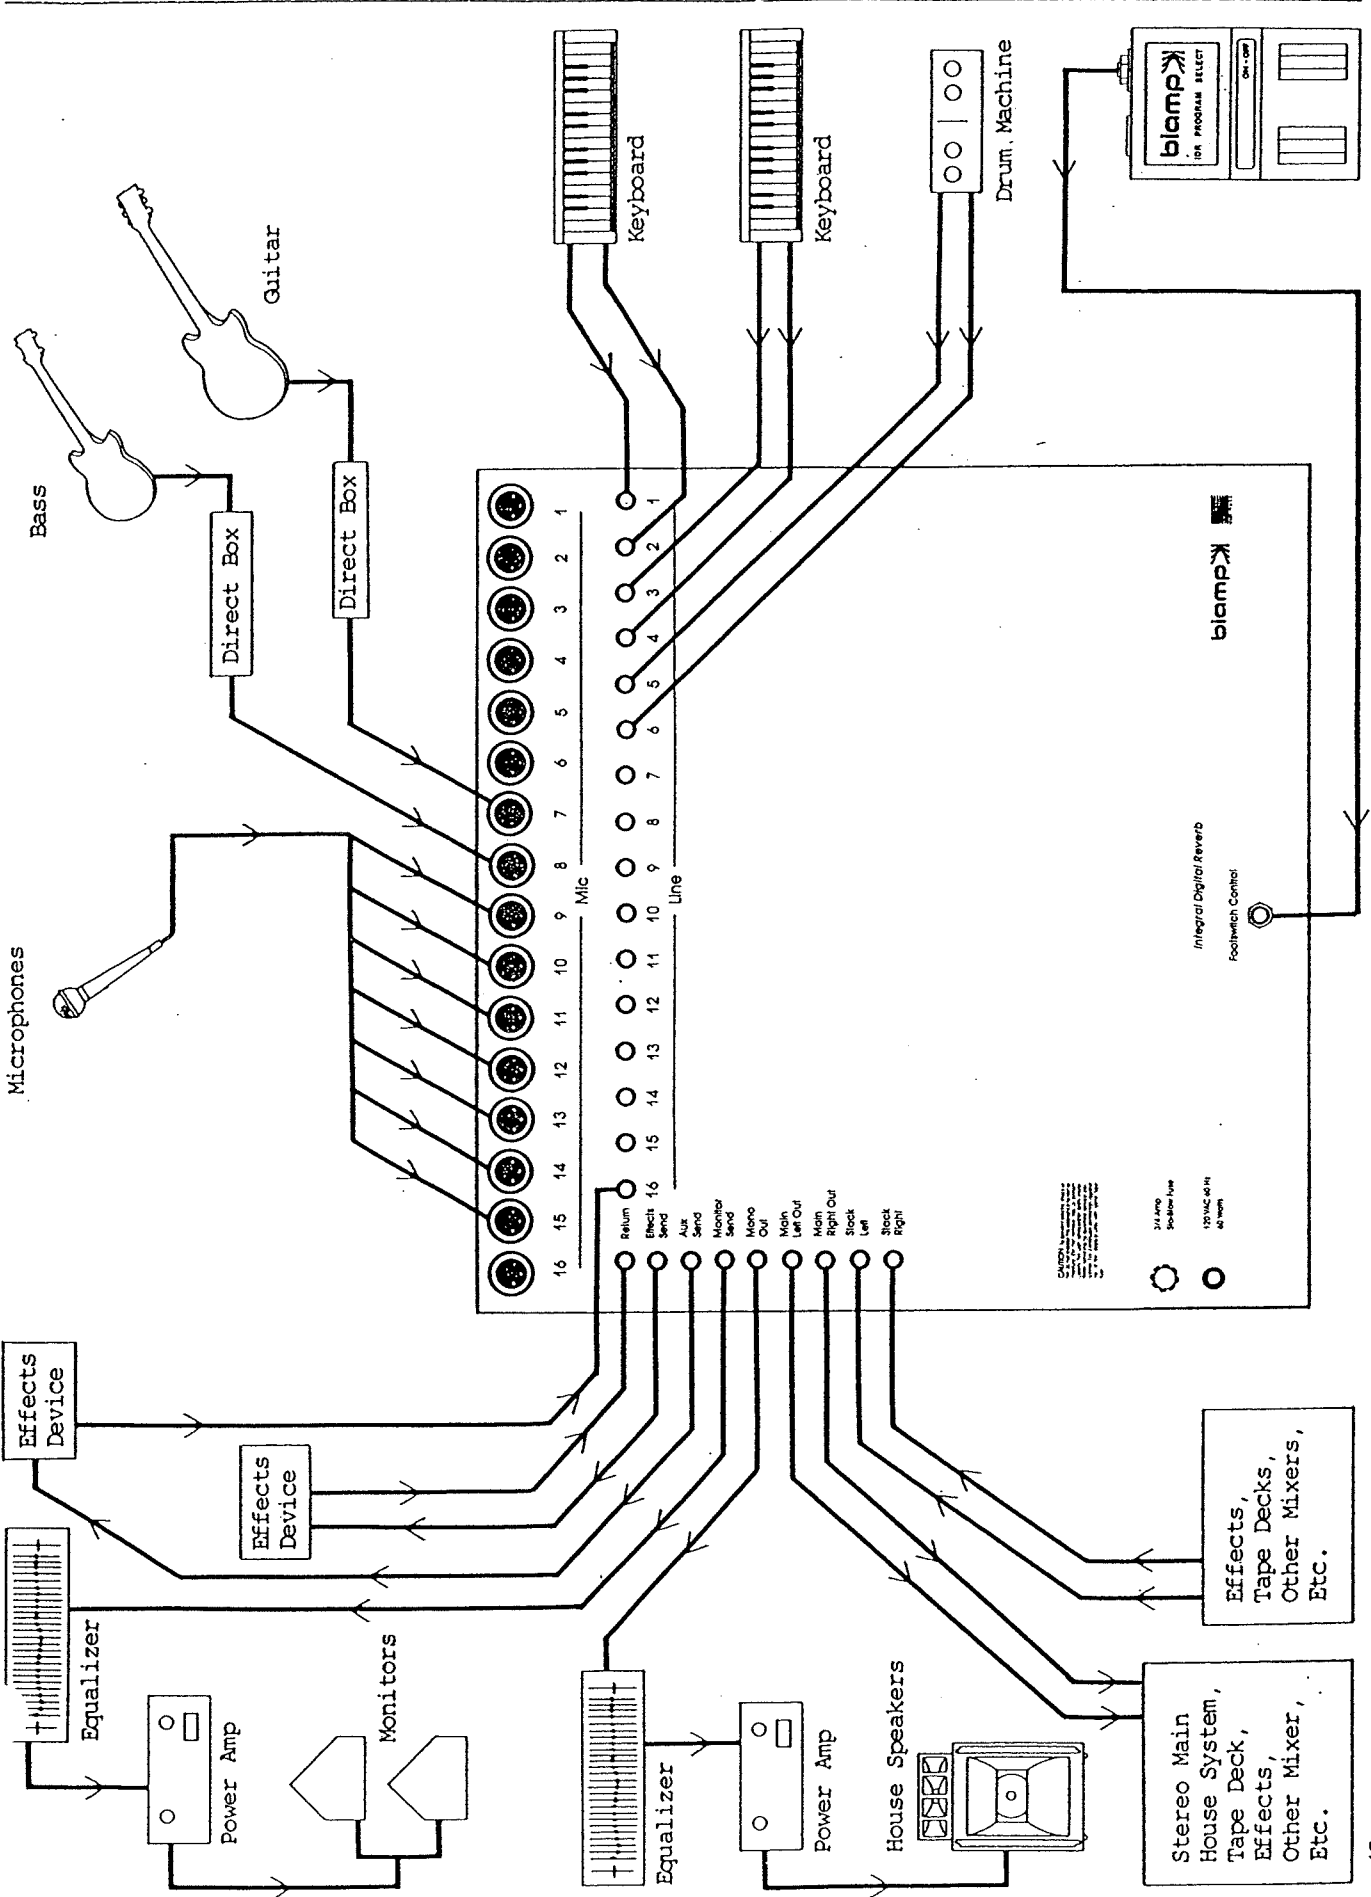 Microphones
Bass
Guitar
Direct Box
Direct Box
Keyboard
Keyboard
Drum Machine
biamp
IDR PROGRAM SELECT
ON • OFF
Effects
Device
Effects
Device
Equalizer
Power Amp
Monitors
Equalizer
Power Amp
House Speakers
16
15
14
13
12
11
10
9
8
7
6
5
4
3
2
1
Mic
16
15
14
13
12
11
10
9
8
7
6
5
4
3
2
1
Line
Return
Effects
Send
Aux
Send
Monitor
Send
Mono
Out
Main
Left Out
Main
Right Out
Stack
Left
Stack
Right
3/4 Amp
Slo-Blow Fuse
120 VAC 60 Hz
60 Watts
Integral Digital Reverb
Footswitch Control
biamp
Stereo Main
House System,
Tape Deck,
Effects,
Other Mixer,
Etc.
Effects,
Tape Decks,
Other Mixers,
Etc.